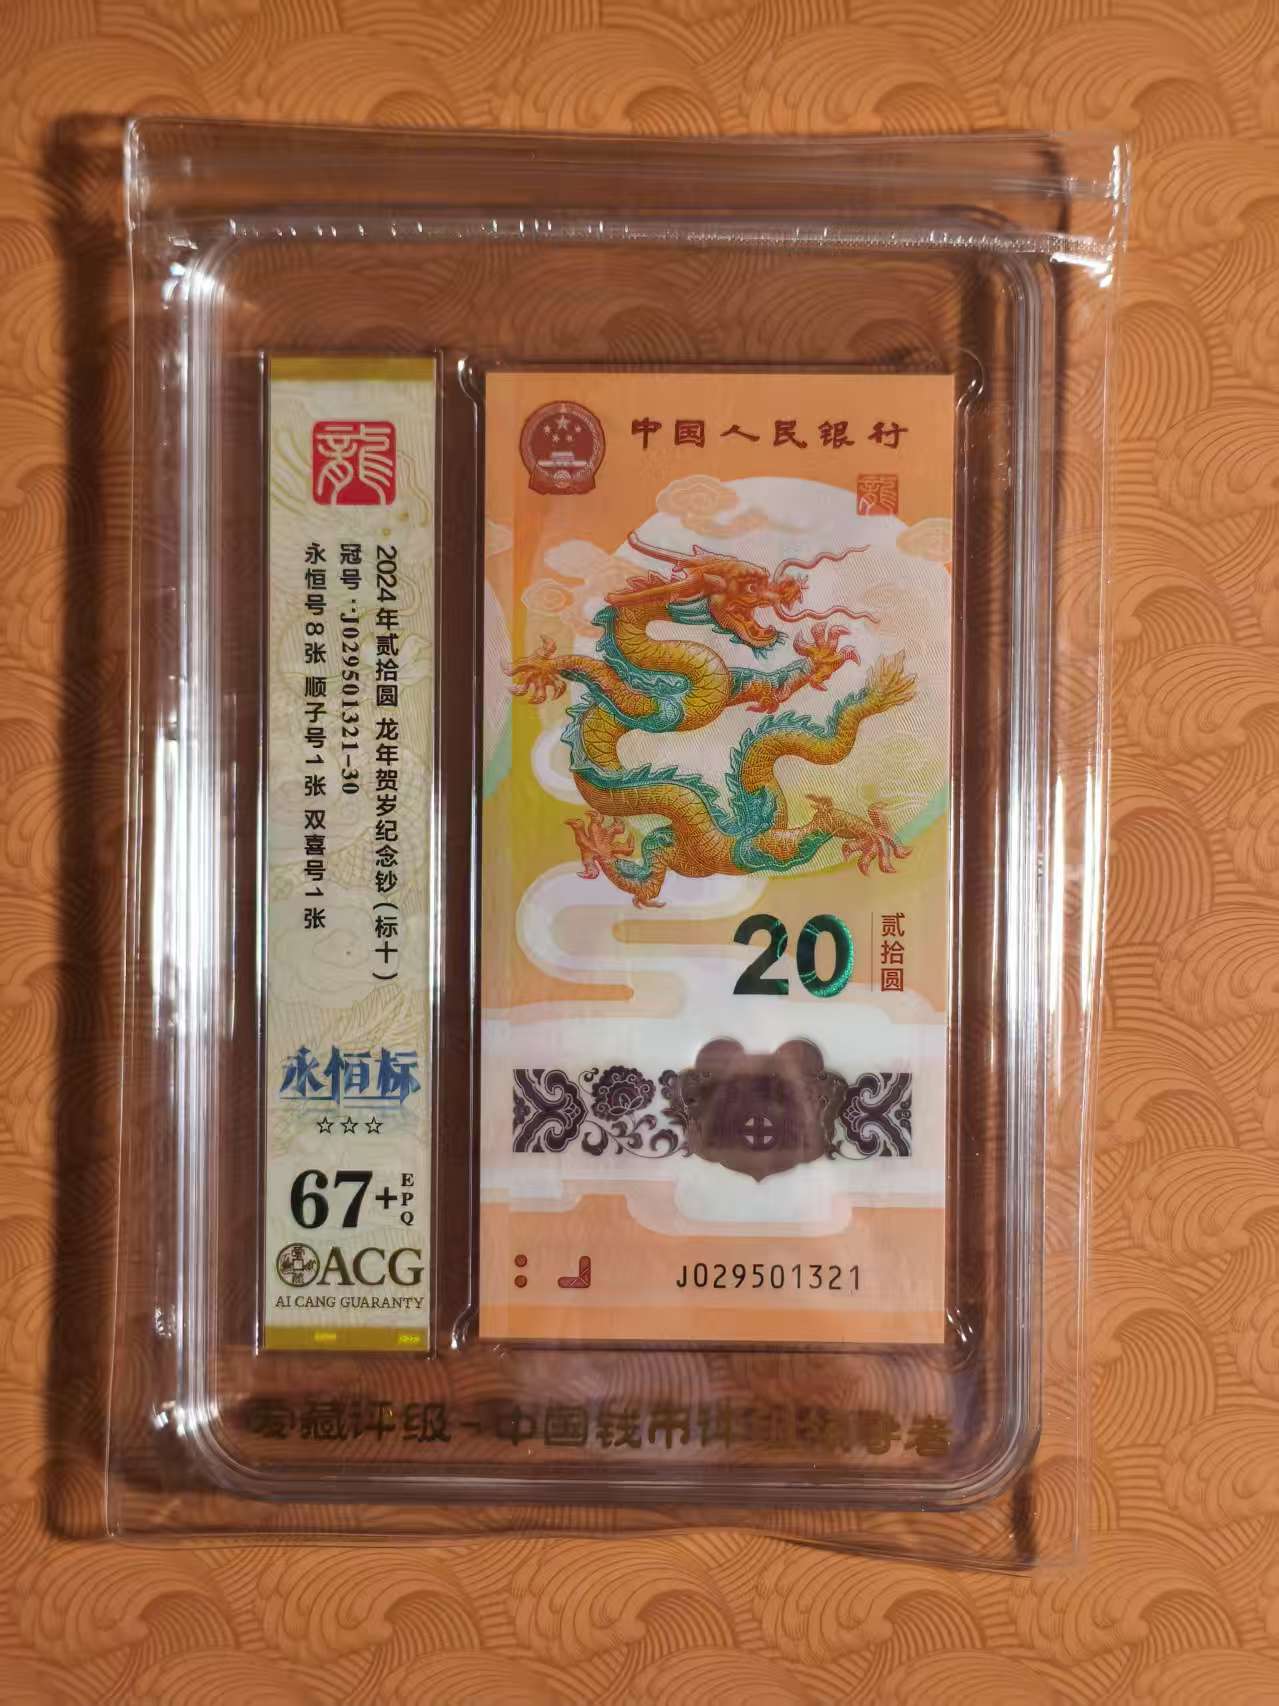 龍
2024年贰拾圆 龙年贺岁纪念钞(标十)
冠号:J029501321-30
永恒号8张 顺子号1张 双喜号1张
永恒标
☆☆☆
67+ EPQ
ACG
AI CANG GUARANTY
中国人民银行
龍
20 贰拾圆
J029501321
爱藏评级-中国钱币评级领导者